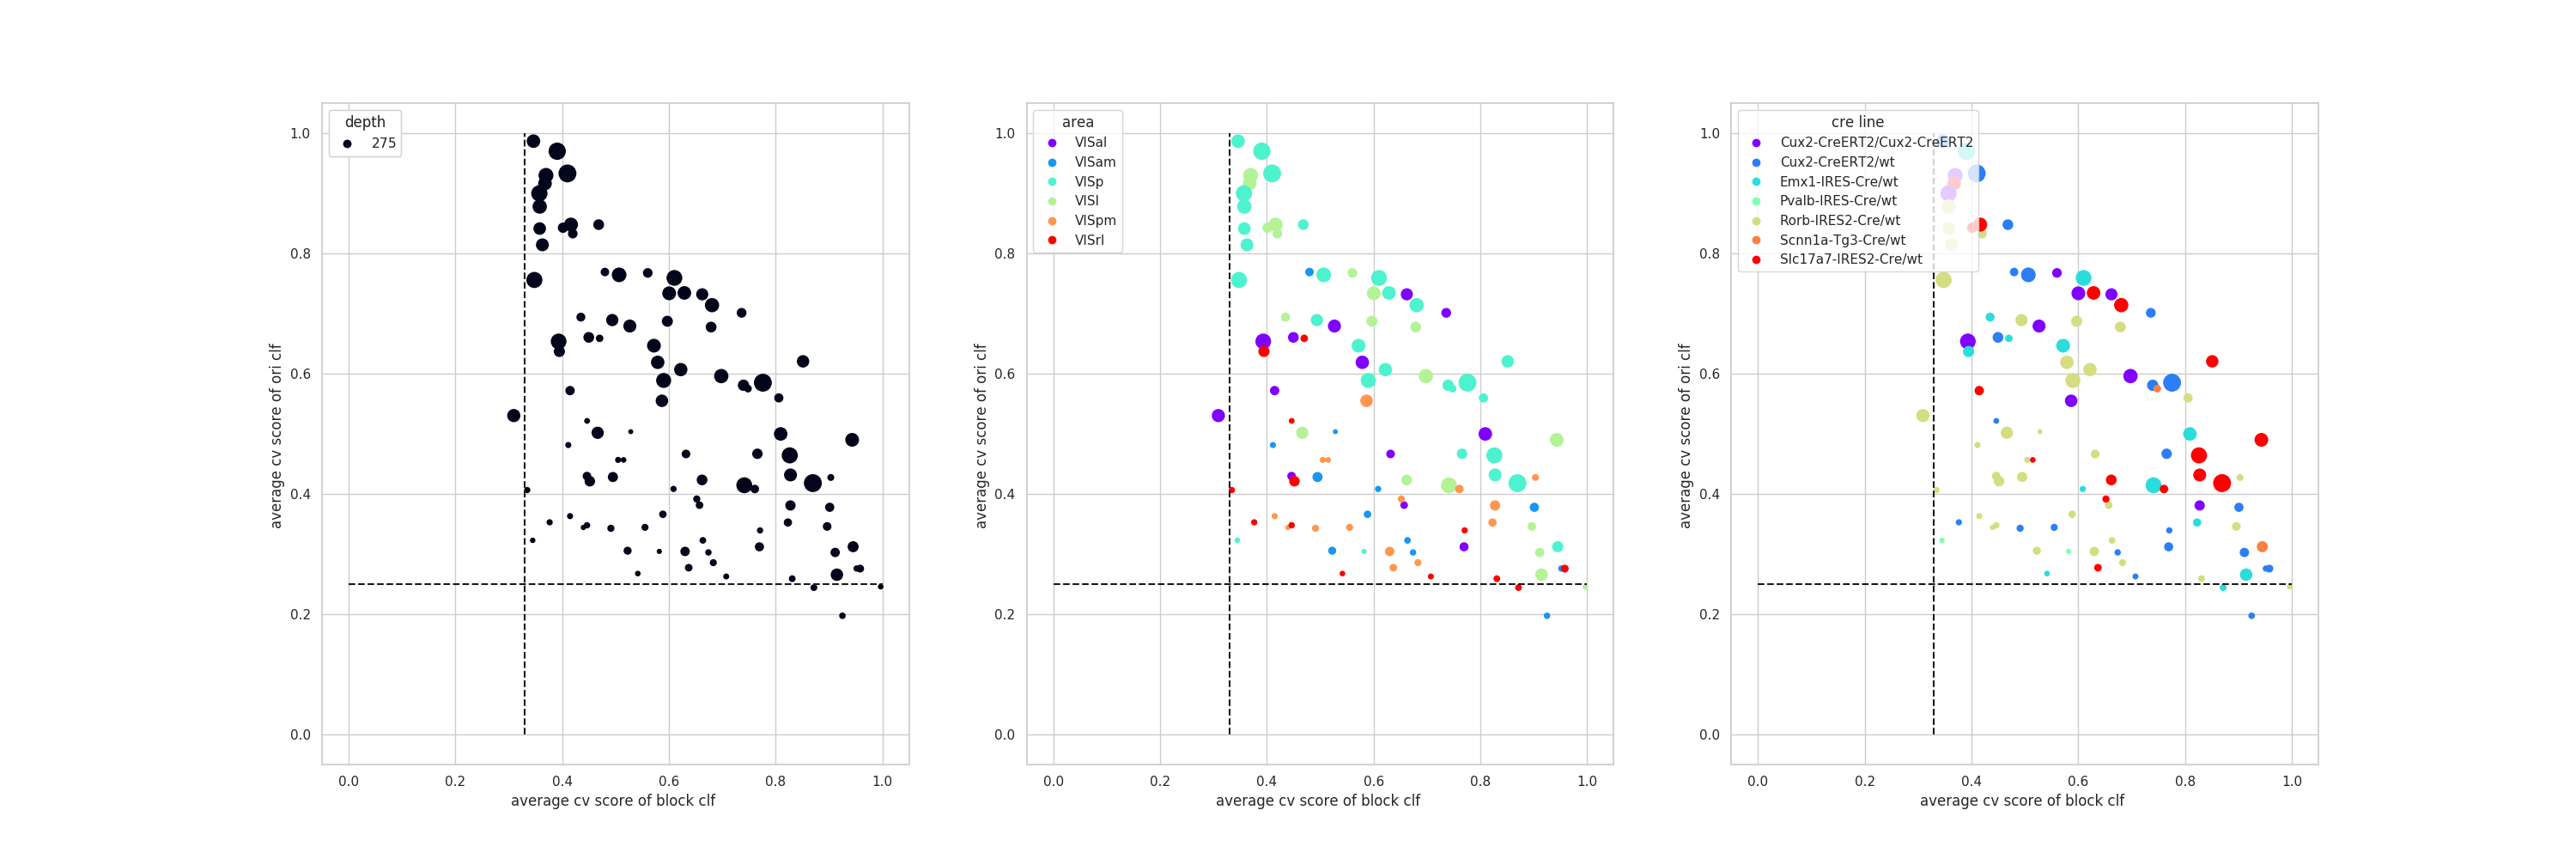 depth
275
1.0
0.8
0.6
0.4
0.2
0.0
average cv score of ori clf
0.0 0.2 0.4 0.6 0.8 1.0
average cv score of block clf
area
VISal
VISam
VISp
VISl
VISpm
VISrl
1.0
0.8
0.6
0.4
0.2
0.0
average cv score of ori clf
0.0 0.2 0.4 0.6 0.8 1.0
average cv score of block clf
cre line
Cux2-CreERT2/Cux2-CreERT2
Cux2-CreERT2/wt
Emx1-IRES-Cre/wt
Pvalb-IRES-Cre/wt
Rorb-IRES2-Cre/wt
Scnn1a-Tg3-Cre/wt
Slc17a7-IRES2-Cre/wt
1.0
0.8
0.6
0.4
0.2
0.0
average cv score of ori clf
0.0 0.2 0.4 0.6 0.8 1.0
average cv score of block clf